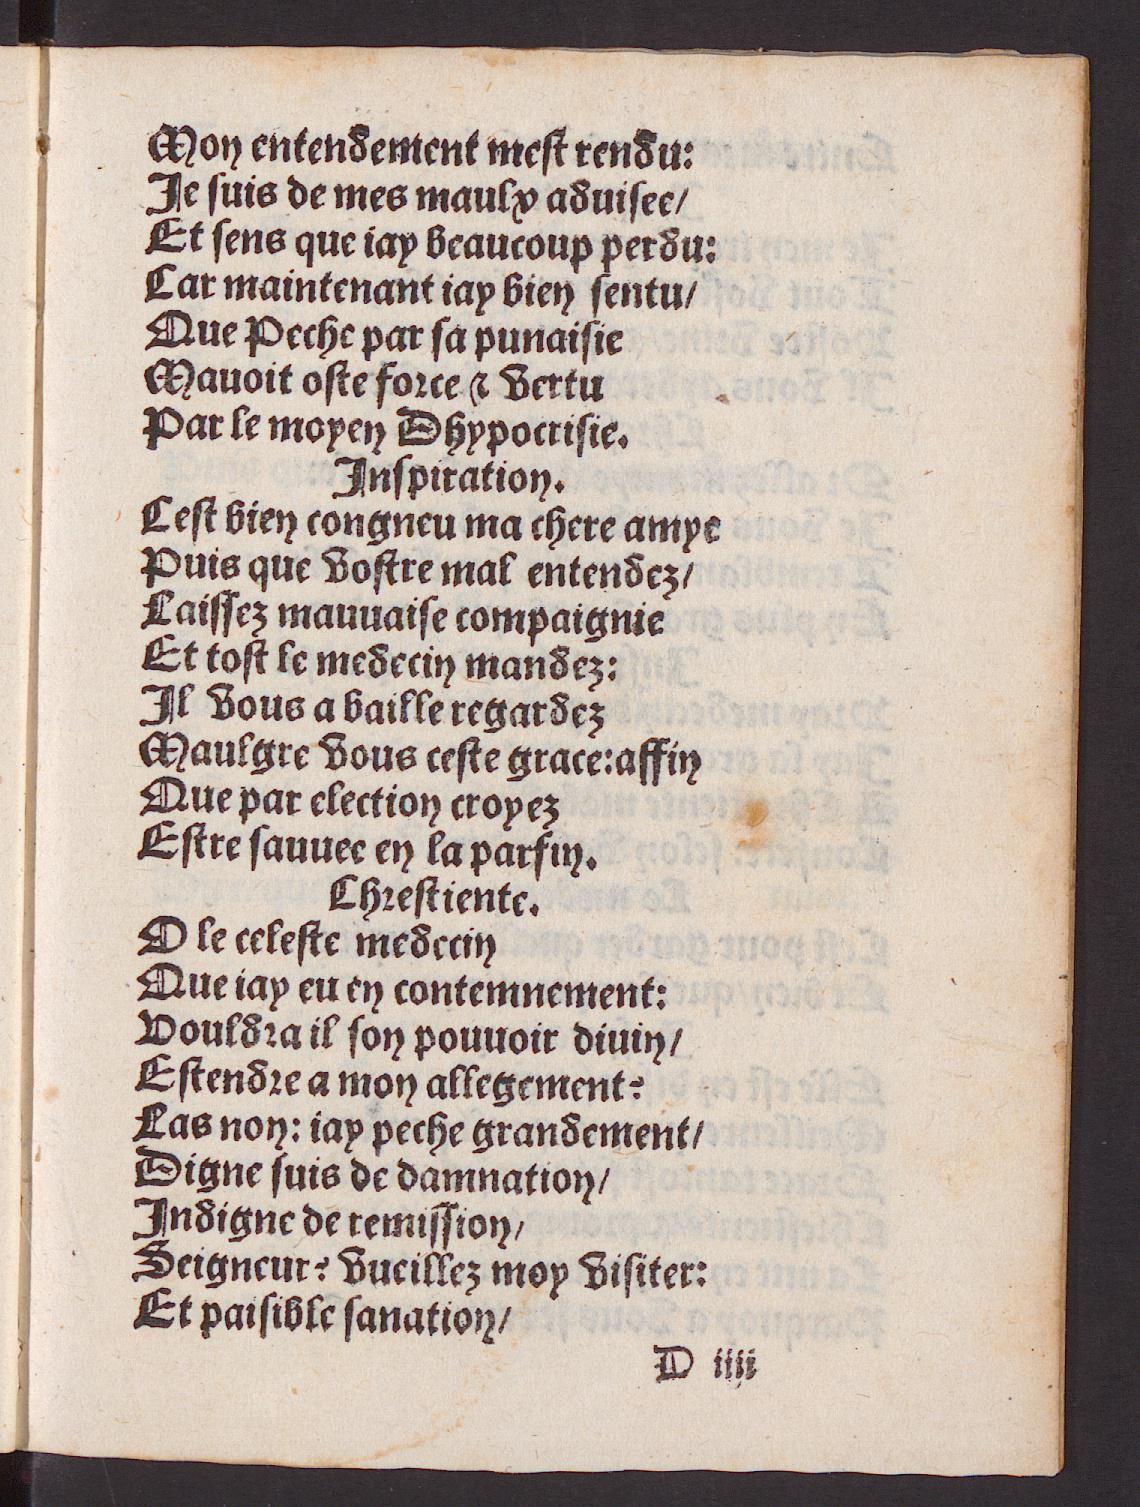 Mon entendement mest rendu:
Je suis de mes maulx aduisee/
Et sens que iay beaucoup perdu:
Car maintenant iay bien sentu/
Que Peche par sa punaisie
Mauoit oste force & vertu
Par le moyen Dhypocrisie.
Inspiration.
Cest bien congneu ma chere amye
Puis que vostre mal entendez/
Laissez mauuaise compaignie
Et tost le medecin mandez:
Il vous a baille regardez
Maulgre vous ceste grace:affin
Que par election croyez
Estre sauuee en la parfin.
Chrestiente.
O le celeste medecin
Que iay eu en contemnement:
Vouldra il son pouuoir diuin/
Estendre a mon allegement?
Las non: iay peche grandement/
Digne suis de damnation/
Indigne de remission/
Seigneur? vueillez moy visiter:
Et paisible sanation/
D iiii